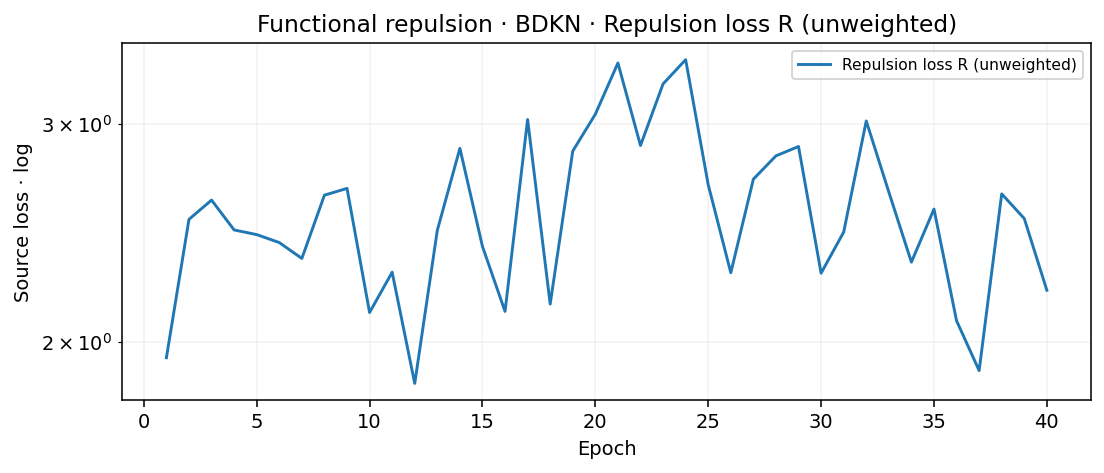 Functional repulsion · BDKN · Repulsion loss R (unweighted)
Repulsion loss R (unweighted)
Source loss · log
3 × 10⁰
2 × 10⁰
0 5 10 15 20 25 30 35 40
Epoch